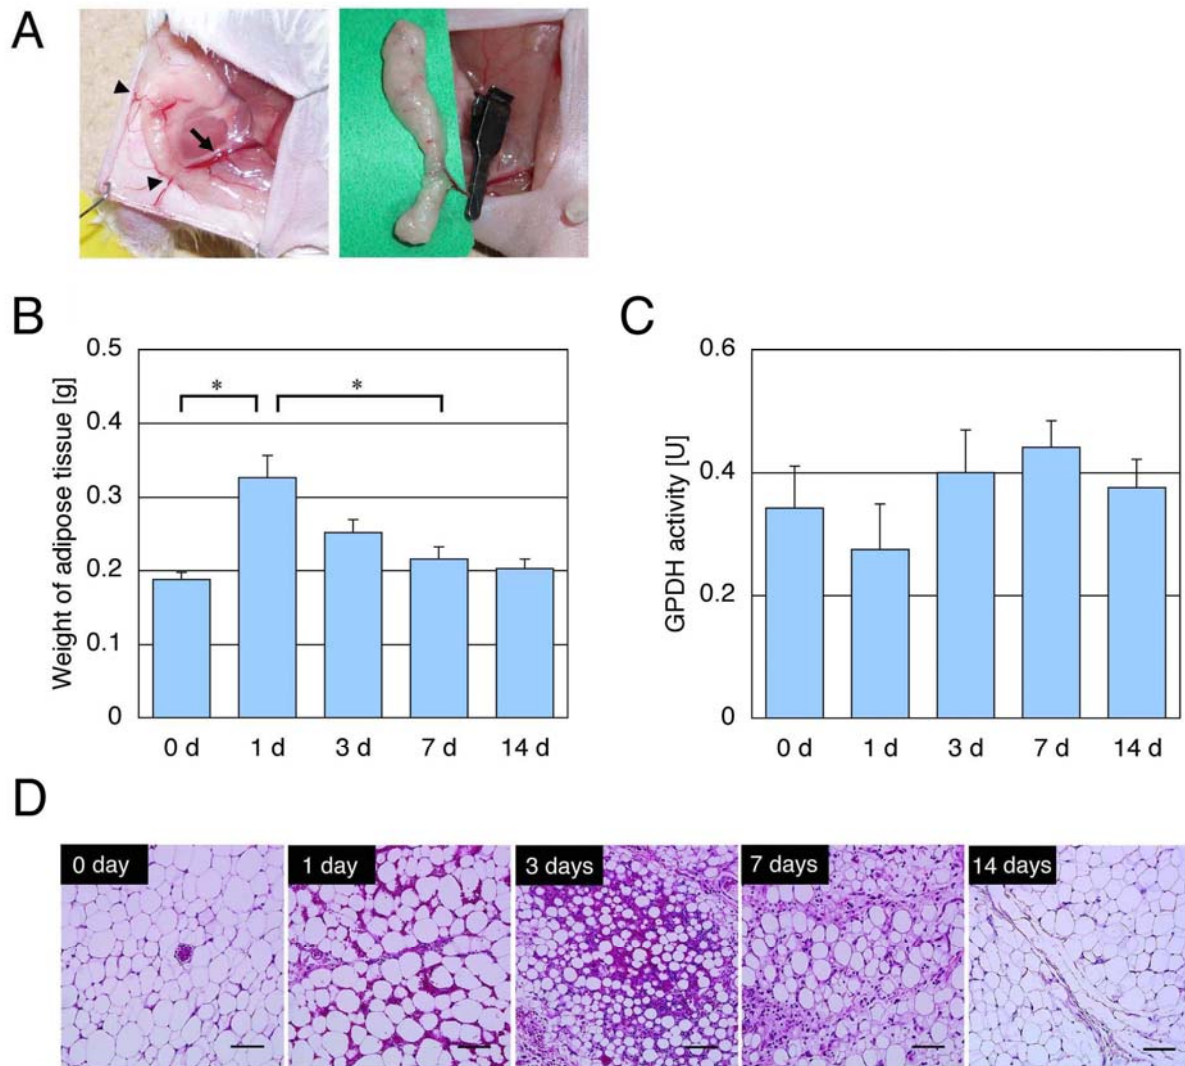 A
B
Weight of adipose tissue [g]
0.5
0.4
0.3
0.2
0.1
0
* *
0 d 1 d 3 d 7 d 14 d
C
GPDH activity [U]
0.6
0.4
0.2
0
0 d 1 d 3 d 7 d 14 d
D
0 day 1 day 3 days 7 days 14 days